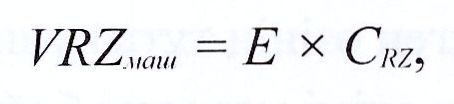 VRZмаш = E × CRZ,